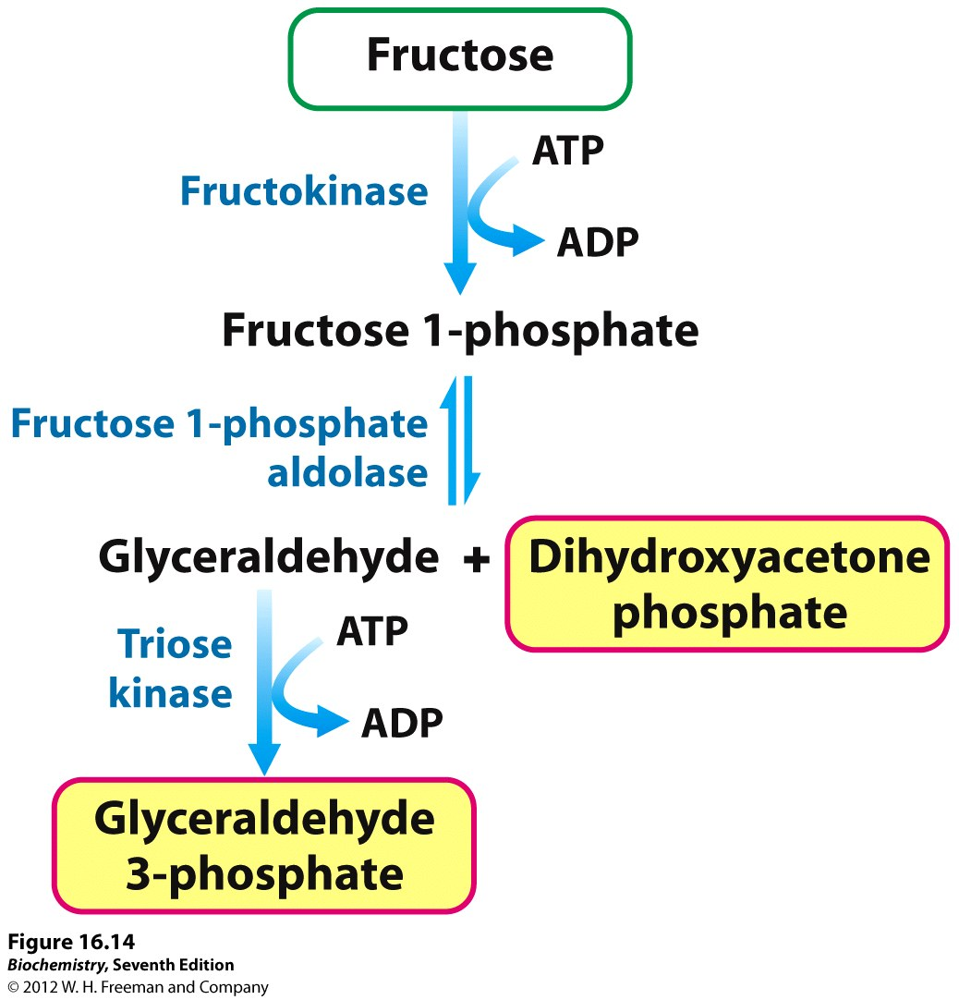 Fructose
ATP
Fructokinase
ADP
Fructose 1-phosphate
Fructose 1-phosphate
aldolase
Glyceraldehyde + Dihydroxyacetone
phosphate
Triose
kinase
ATP
ADP
Glyceraldehyde
3-phosphate
Figure 16.14
Biochemistry, Seventh Edition
© 2012 W. H. Freeman and Company